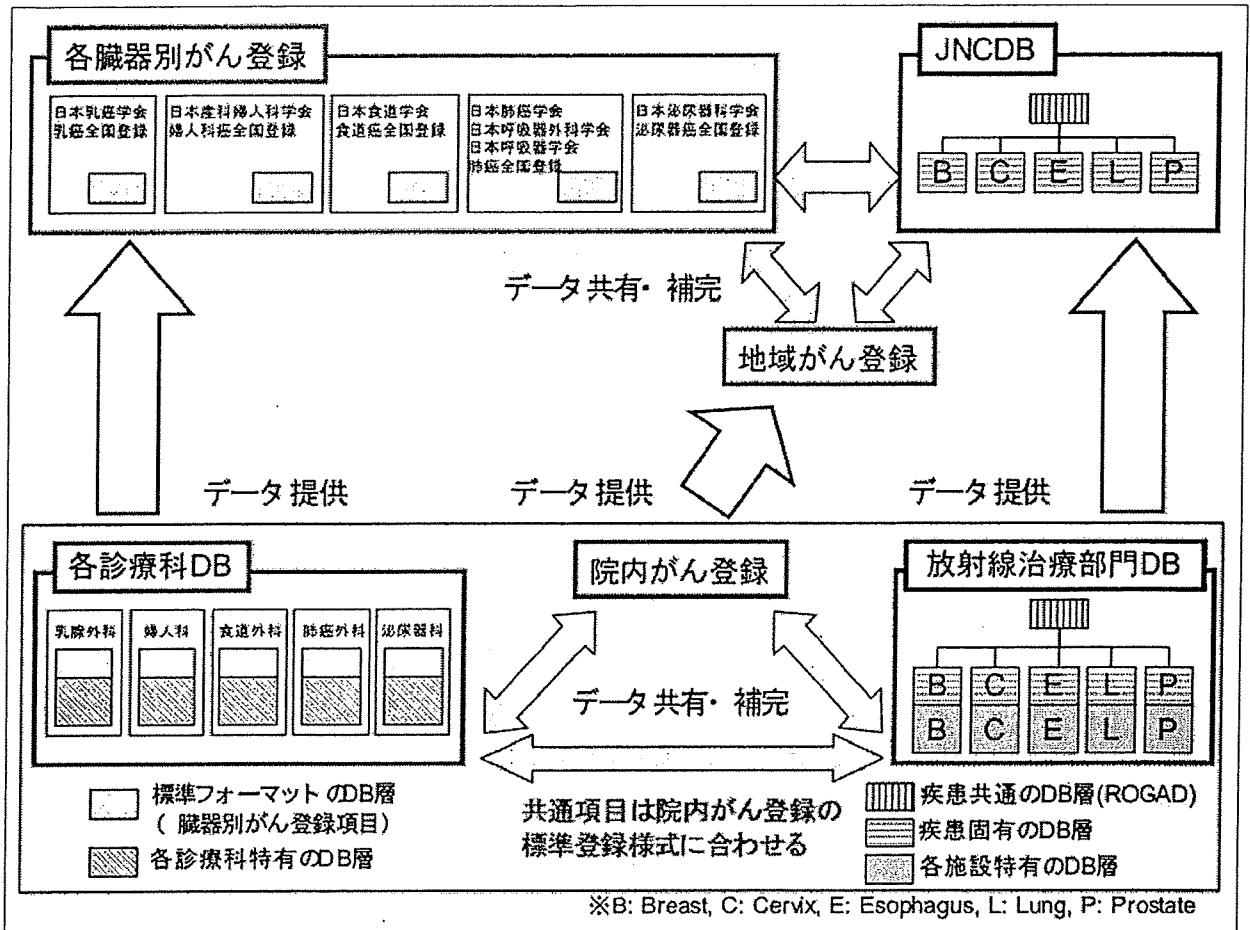 各臓器別がん登録
日本乳癌学会
乳癌全国登録
日本産科婦人科学会
婦人科癌全国登録
日本食道学会
食道癌全国登録
日本肺癌学会
日本呼吸器外科学会
日本呼吸器学会
肺癌全国登録
日本泌尿器科学会
泌尿器癌全国登録
JNCDB
B C E L P
データ共有・補完
地域がん登録
データ提供
データ提供
データ提供
各診療科DB
乳腺外科
婦人科
食道外科
肺癌外科
泌尿器科
院内がん登録
放射線治療部門DB
B C E L P
B C E L P
データ共有・補完
標準フォーマットのDB層
(臓器別がん登録項目)
各診療科特有のDB層
共通項目は院内がん登録の
標準登録様式に合わせる
疾患共通のDB層(ROGAD)
疾患固有のDB層
各施設特有のDB層
※B: Breast, C: Cervix, E: Esophagus, L: Lung, P: Prostate